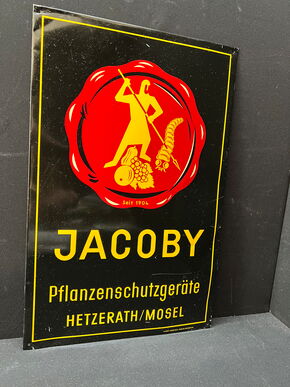 Seit 1904
JACOBY
Pflanzenschutzgeräte
HETZERATH/MOSEL